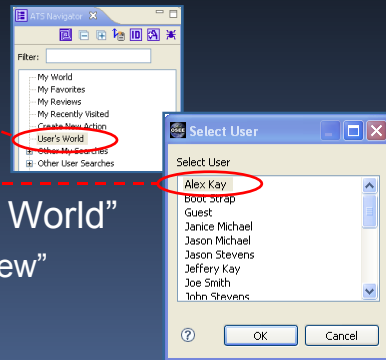 ATS Navigator
Filter:
My World
My Favorites
My Reviews
My Recently Visited
Create New Action
User's World
Other My Searches
Other User Searches
OSEE Select User
Select User
Alex Kay
Boot Strap
Guest
Janice Michael
Jason Michael
Jason Stevens
Jeffery Kay
Joe Smith
John Stevens
World”
ew”
OK Cancel